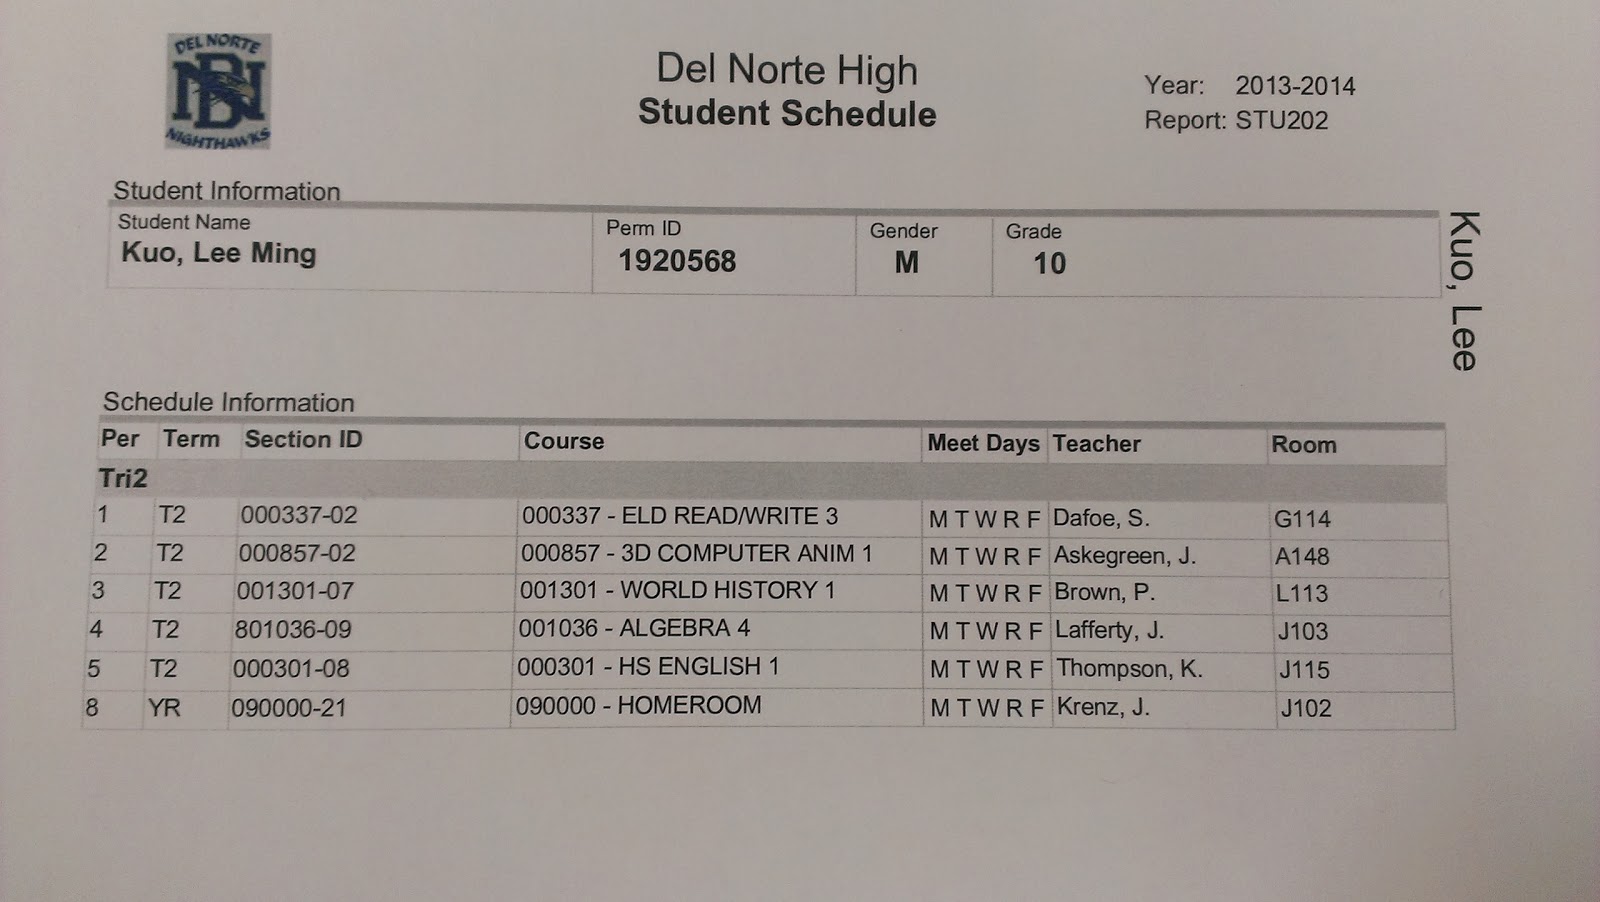 DEL NORTE
DN
NIGHTHAWKS
Del Norte High
Student Schedule
Year: 2013-2014
Report: STU202
Student Information
Student Name Perm ID Gender Grade
Kuo, Lee Ming 1920568 M 10
Kuo, Lee
Schedule Information
Per Term Section ID Course Meet Days Teacher Room
Tri2
1 T2 000337-02 000337 - ELD READ/WRITE 3 M T W R F Dafoe, S. G114
2 T2 000857-02 000857 - 3D COMPUTER ANIM 1 M T W R F Askegreen, J. A148
3 T2 001301-07 001301 - WORLD HISTORY 1 M T W R F Brown, P. L113
4 T2 801036-09 001036 - ALGEBRA 4 M T W R F Lafferty, J. J103
5 T2 000301-08 000301 - HS ENGLISH 1 M T W R F Thompson, K. J115
8 YR 090000-21 090000 - HOMEROOM M T W R F Krenz, J. J102